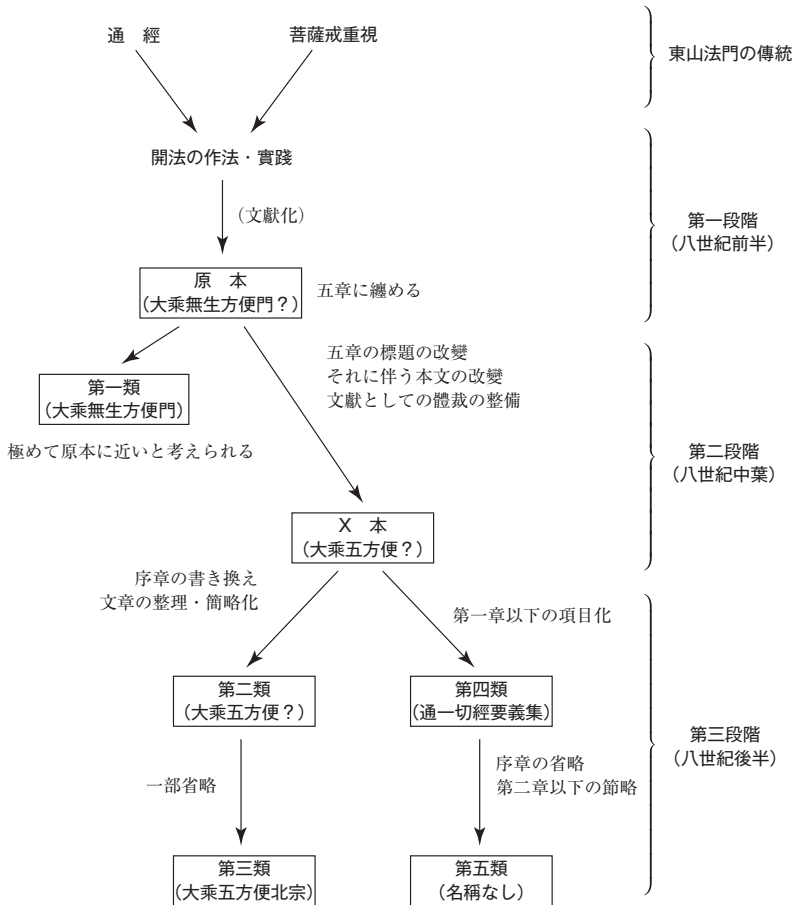 通　經
菩薩戒重視
東山法門の傳統
開法の作法・實踐
（文獻化）
第一段階
（八世紀前半）
原　本
（大乘無生方便門？）
五章に纏める
五章の標題の改變
それに伴う本文の改變
文獻としての體裁の整備
第一類
（大乘無生方便門）
極めて原本に近いと考えられる
第二段階
（八世紀中葉）
X　本
（大乘五方便？）
序章の書き換え
文章の整理・簡略化
第一章以下の項目化
第二類
（大乘五方便？）
第四類
（通一切經要義集）
第三段階
（八世紀後半）
一部省略
序章の省略
第二章以下の節略
第三類
（大乘五方便北宗）
第五類
（名稱なし）